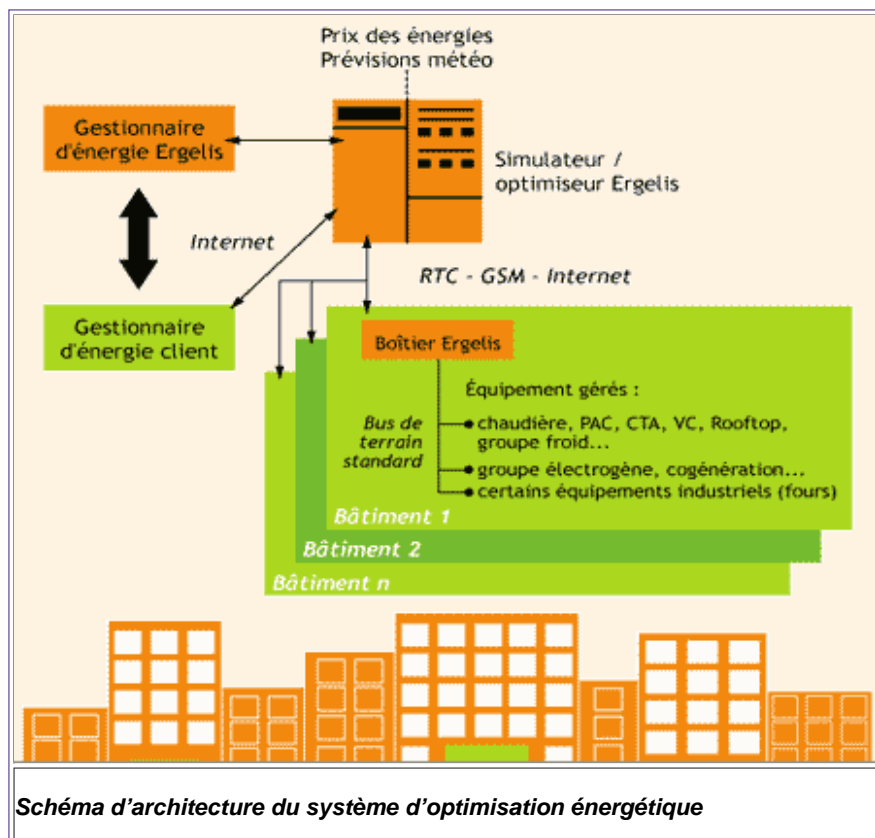 Prix des énergies
Prévisions météo
Gestionnaire
d'énergie Ergelis
Simulateur /
optimiseur Ergelis
Internet
RTC - GSM - Internet
Gestionnaire
d'énergie client
Boîtier Ergelis
Équipement gérés :
Bus de
terrain
standard
chaudière, PAC, CTA, VC, Rooftop,
groupe froid...
groupe électrogène, cogénération...
certains équipements industriels (fours)
Bâtiment 1
Bâtiment 2
Bâtiment n
Schéma d’architecture du système d’optimisation énergétique